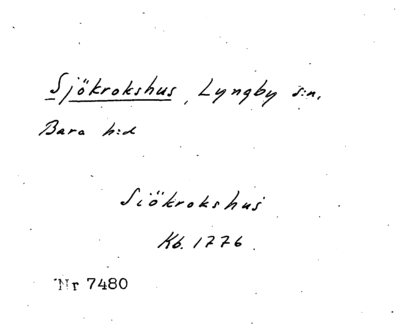 Sjökrokshus, Lyngby s:n,
Bara h:d
Siökrokshus
Kb. 1776.
Nr 7480